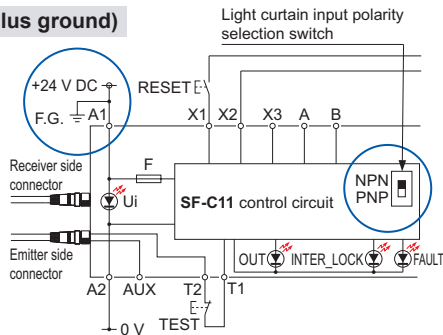 lus ground)
Light curtain input polarity
selection switch
+24 V DC
RESET
F.G.
A1
X1
X2
X3
A
B
Receiver side
connector
F
Ui
SF-C11 control circuit
NPN
PNP
Emitter side
connector
OUT
INTER_LOCK
FAULT
A2
AUX
T2
T1
0 V
TEST